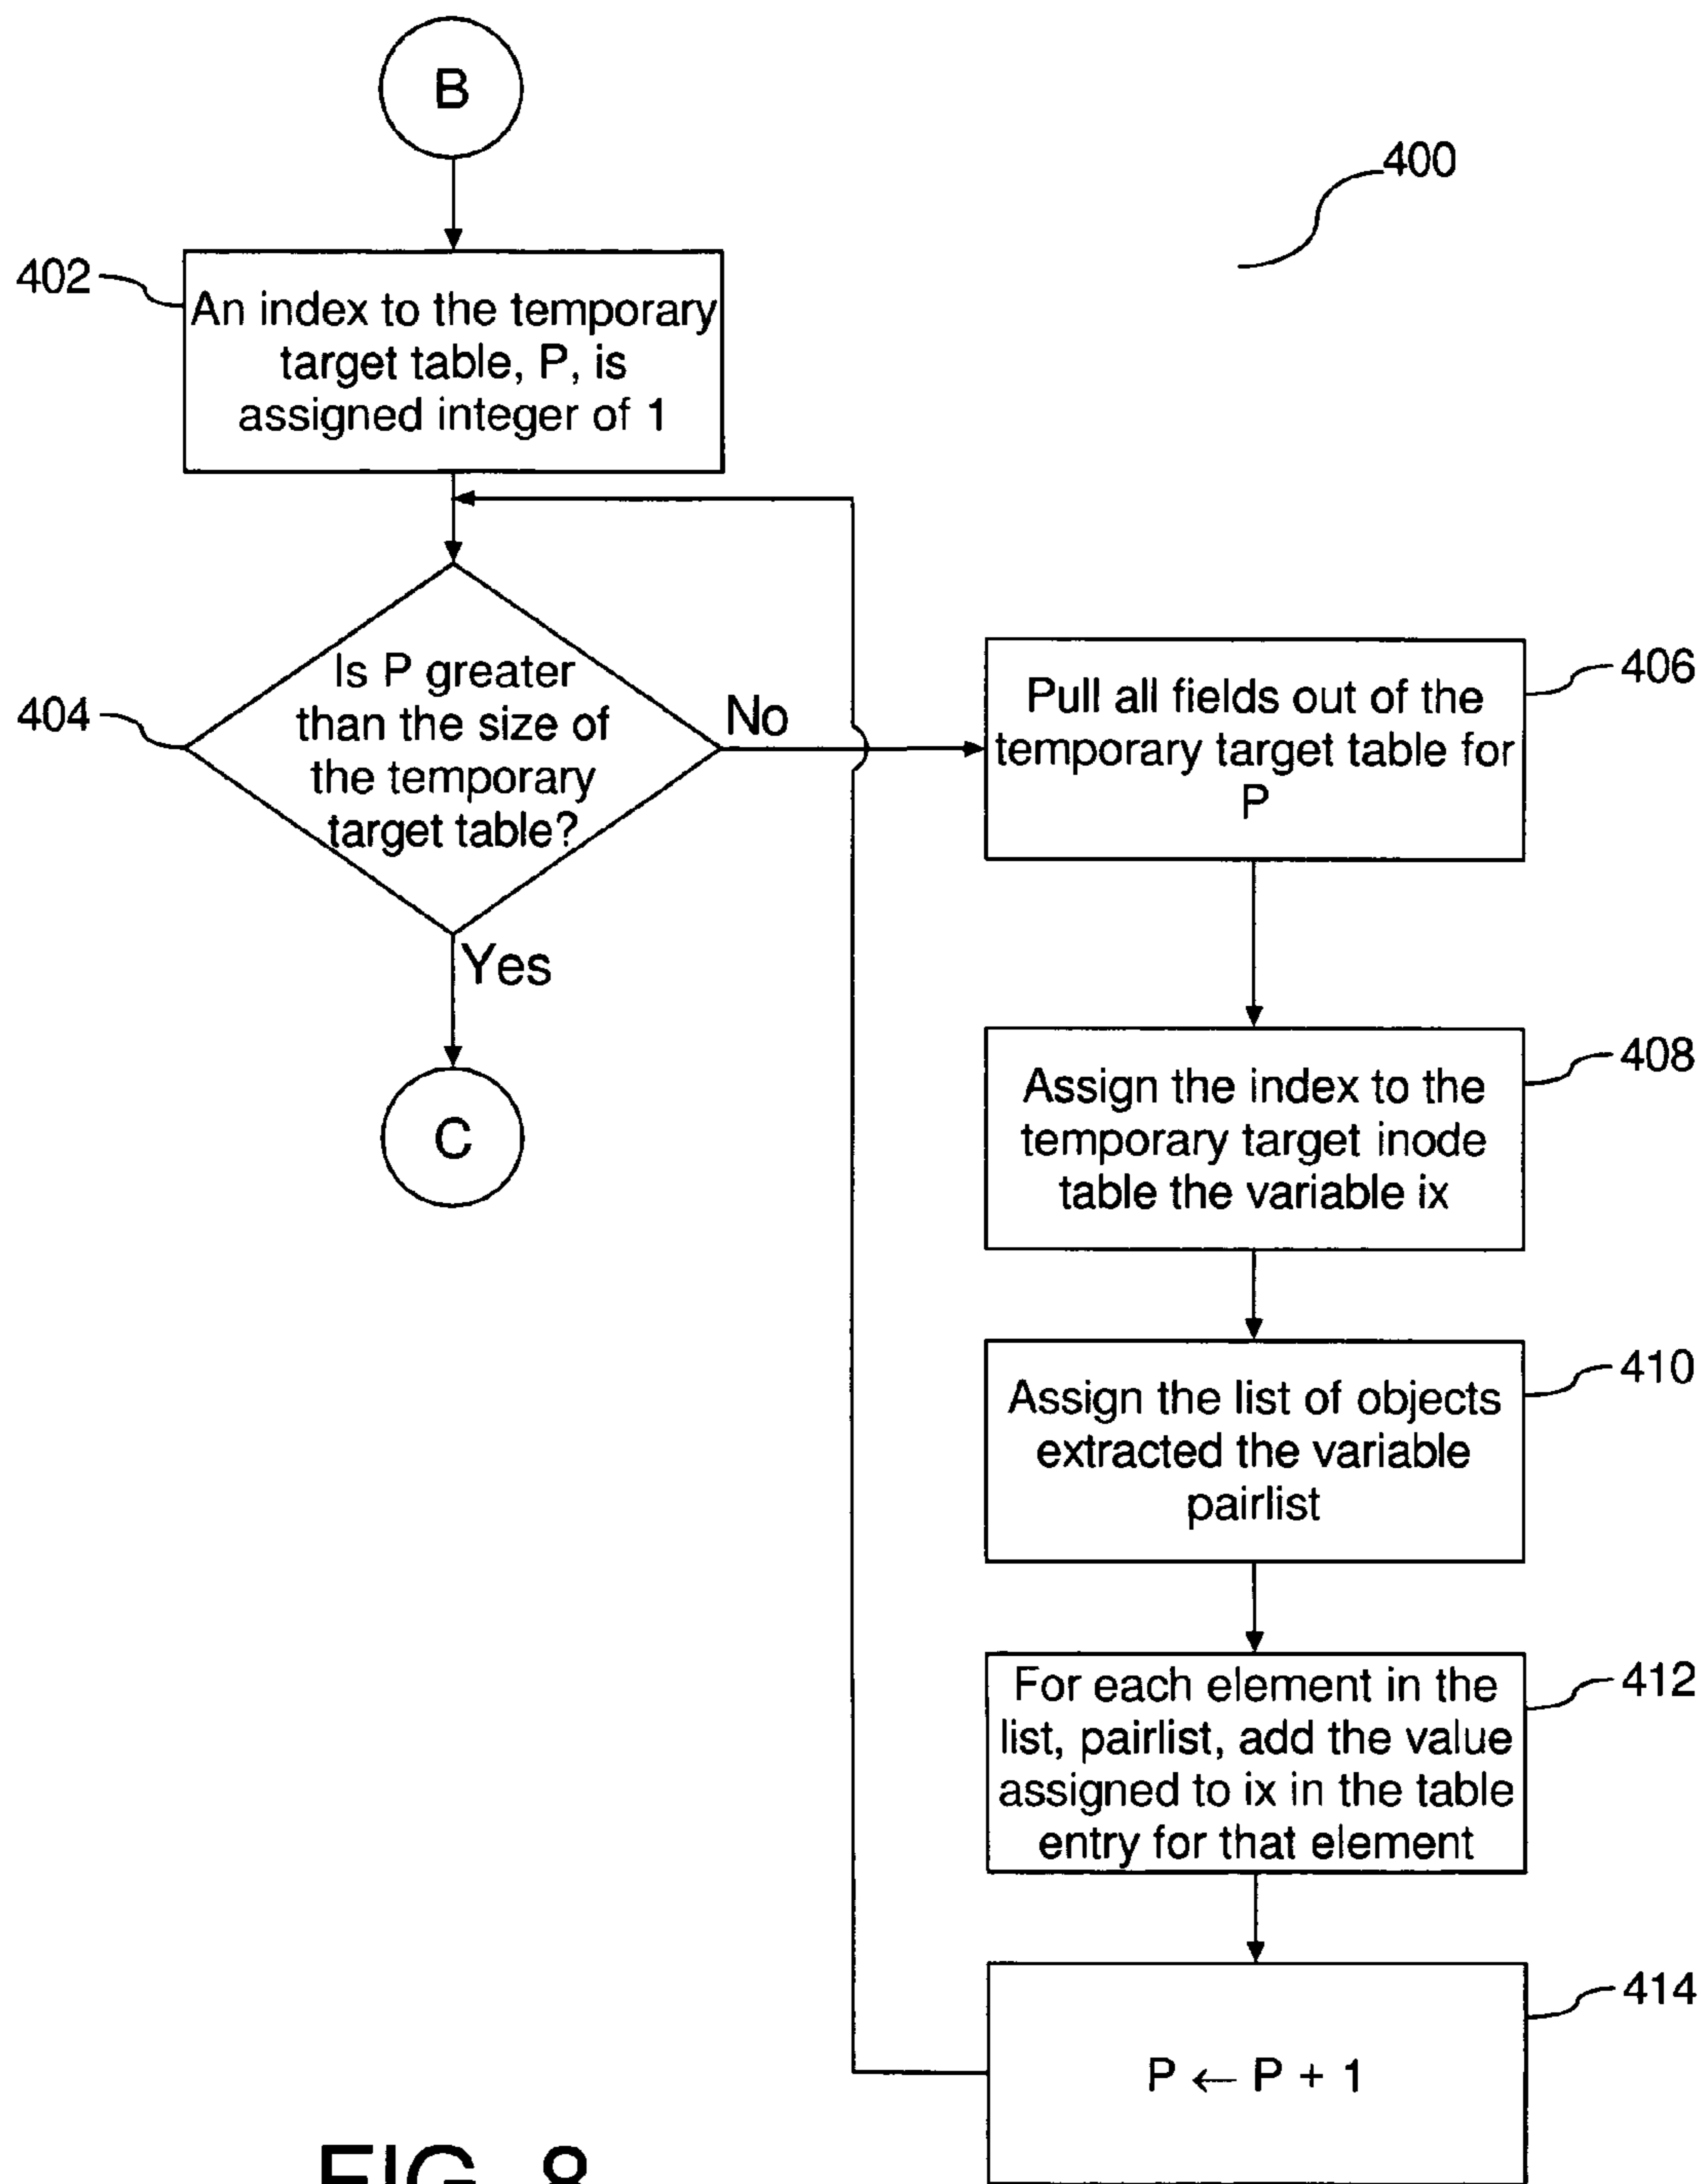 B
400
402
An index to the temporary
target table, P, is
assigned integer of 1
404
Is P greater
than the size of
the temporary
target table?
No
Yes
C
406
Pull all fields out of the
temporary target table for
P
408
Assign the index to the
temporary target inode
table the variable ix
410
Assign the list of objects
extracted the variable
pairlist
412
For each element in the
list, pairlist, add the value
assigned to ix in the table
entry for that element
414
P ← P + 1
FIG. 8